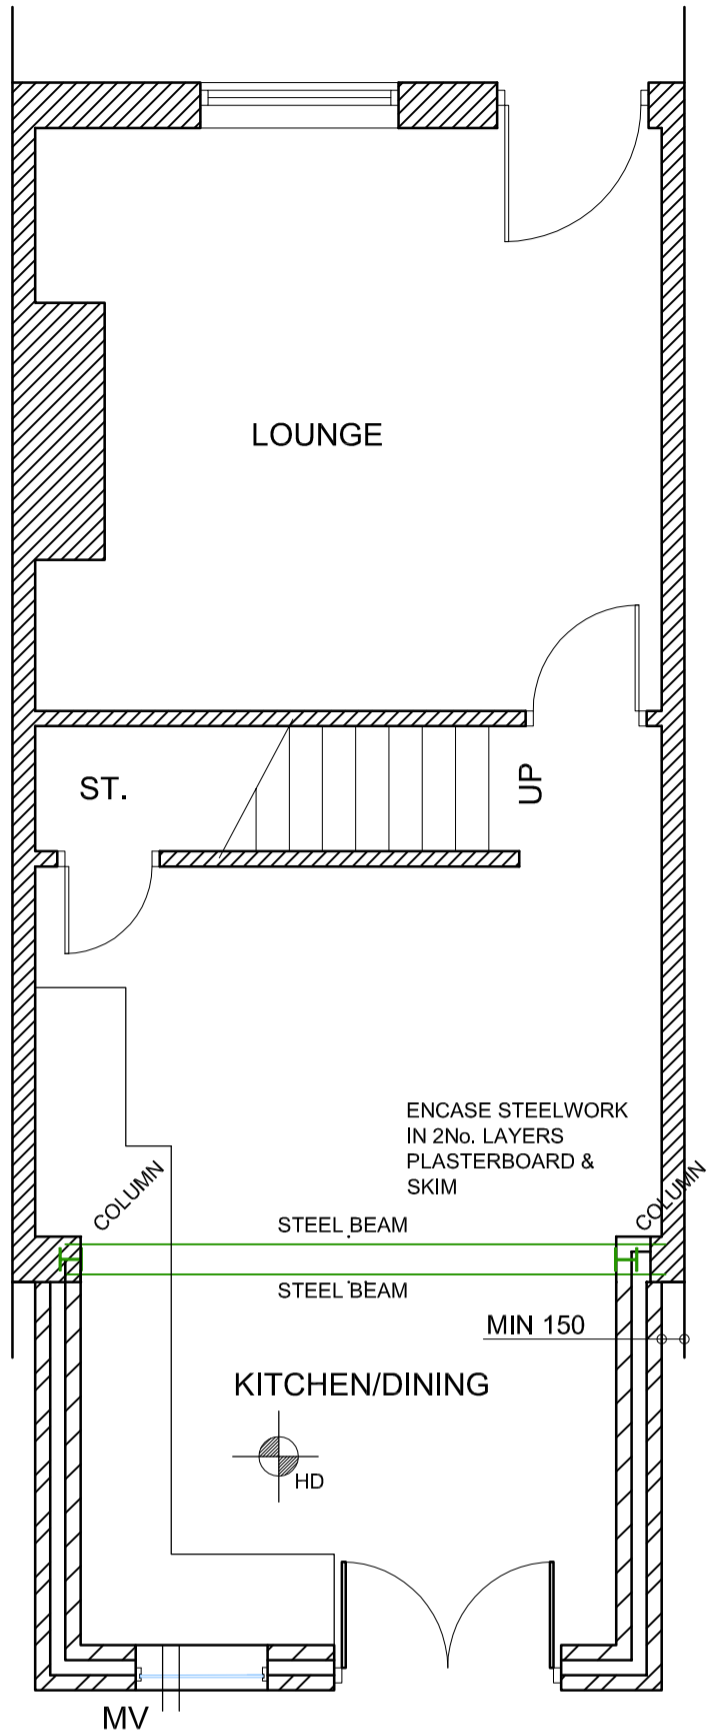 LOUNGE
ST.
UP
ENCASE STEELWORK
IN 2No. LAYERS
PLASTERBOARD &
SKIM
COLUMN
COLUMN
STEEL BEAM
STEEL BEAM
MIN 150
KITCHEN/DINING
HD
MV